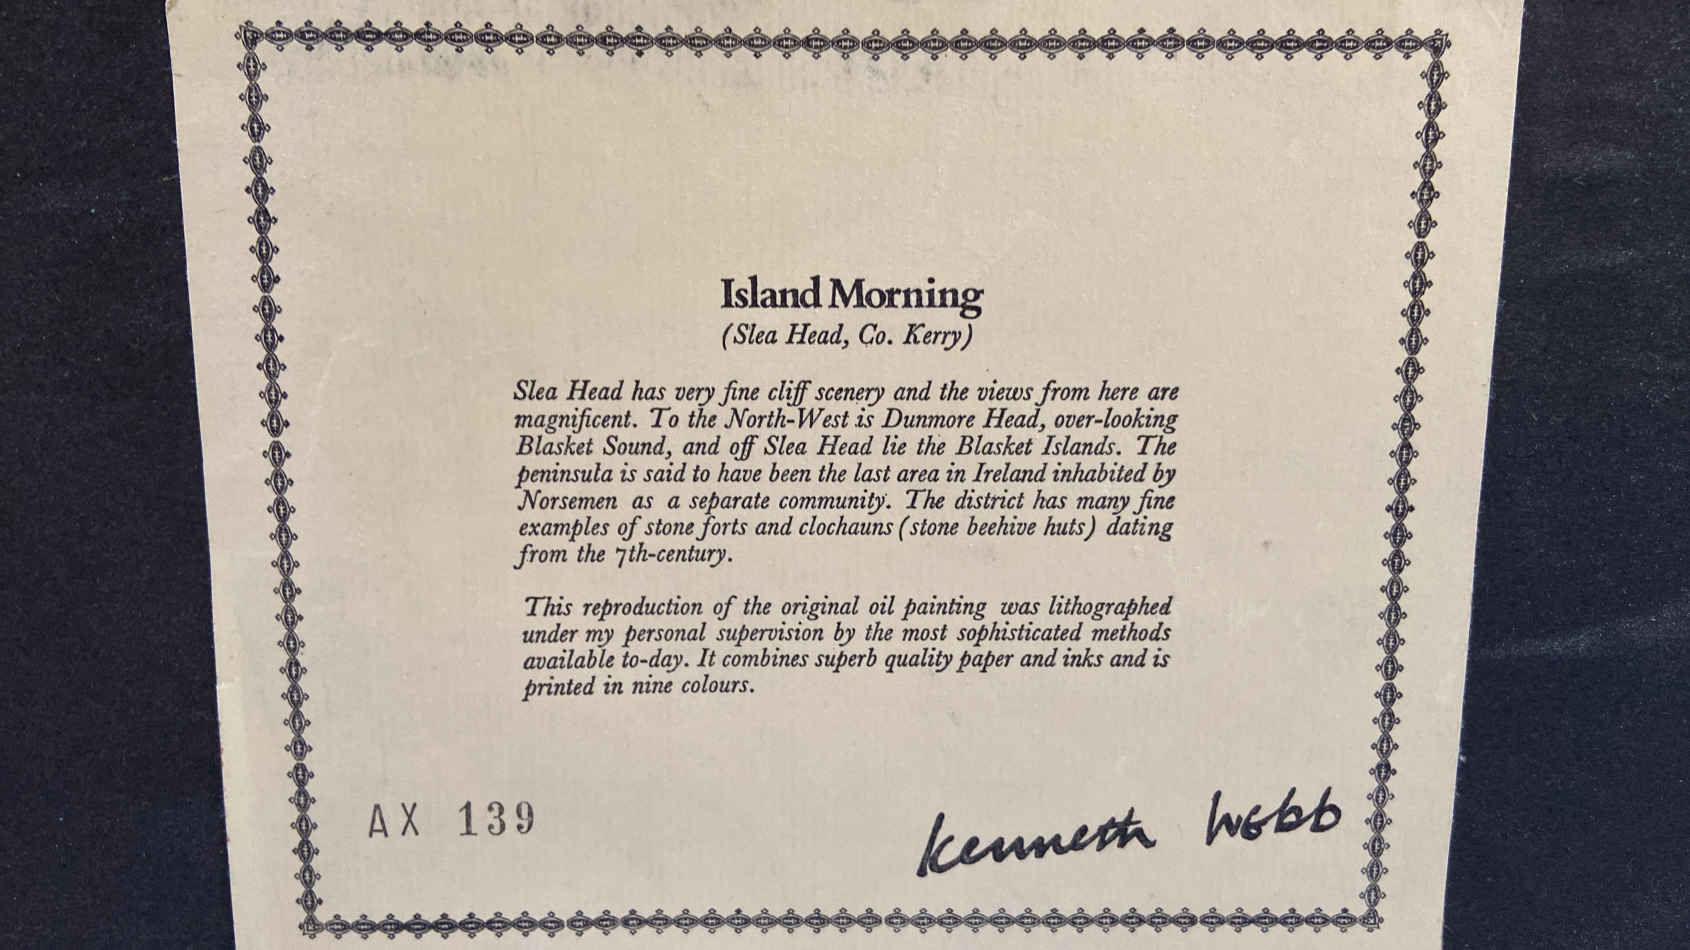 Island Morning
(Slea Head, Co. Kerry)
Slea Head has very fine cliff scenery and the views from here are
magnificent. To the North-West is Dunmore Head, over-looking
Blasket Sound, and off Slea Head lie the Blasket Islands. The
peninsula is said to have been the last area in Ireland inhabited by
Norsemen as a separate community. The district has many fine
examples of stone forts and clochauns (stone beehive huts) dating
from the 7th-century.
This reproduction of the original oil painting was lithographed
under my personal supervision by the most sophisticated methods
available to-day. It combines superb quality paper and inks and is
printed in nine colours.
AX 139
Kenneth Webb